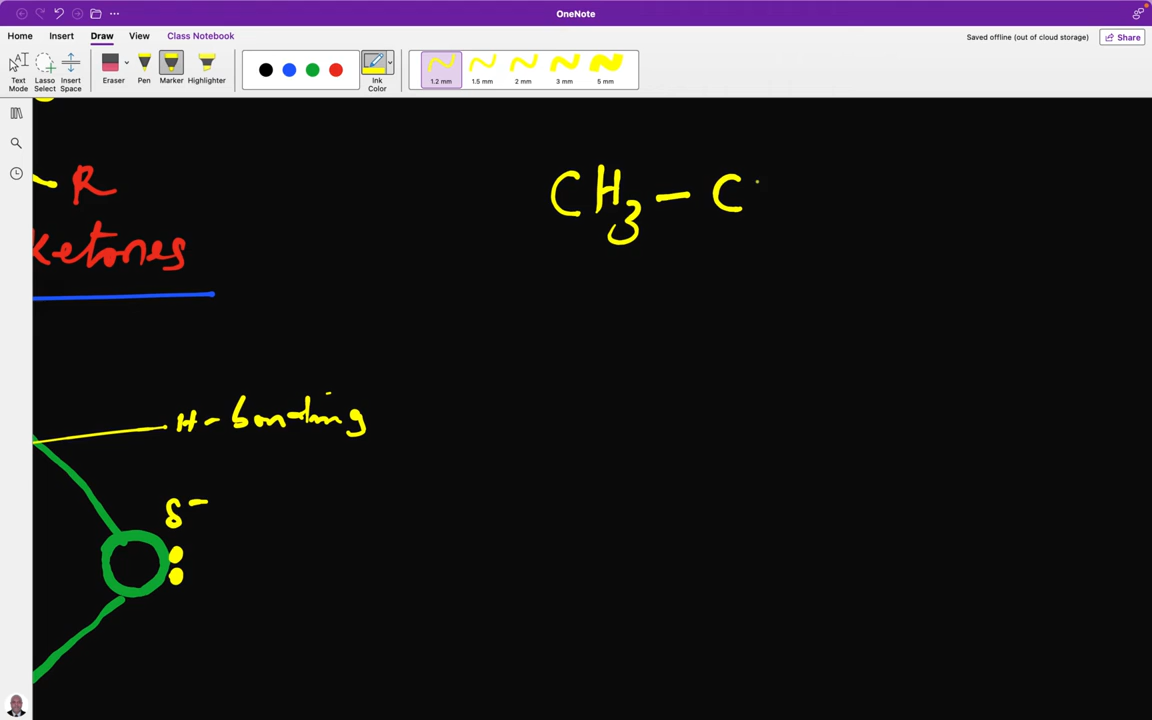 OneNote
Home Insert Draw View Class Notebook
Saved offline (out of cloud storage) Share
Text Mode Lasso Select Insert Space Eraser Pen Marker Highlighter Ink Color 1.2 mm 1.5 mm 2 mm 3 mm 5 mm
R
Ketones
CH₃ – C
H - bonding
δ⁻